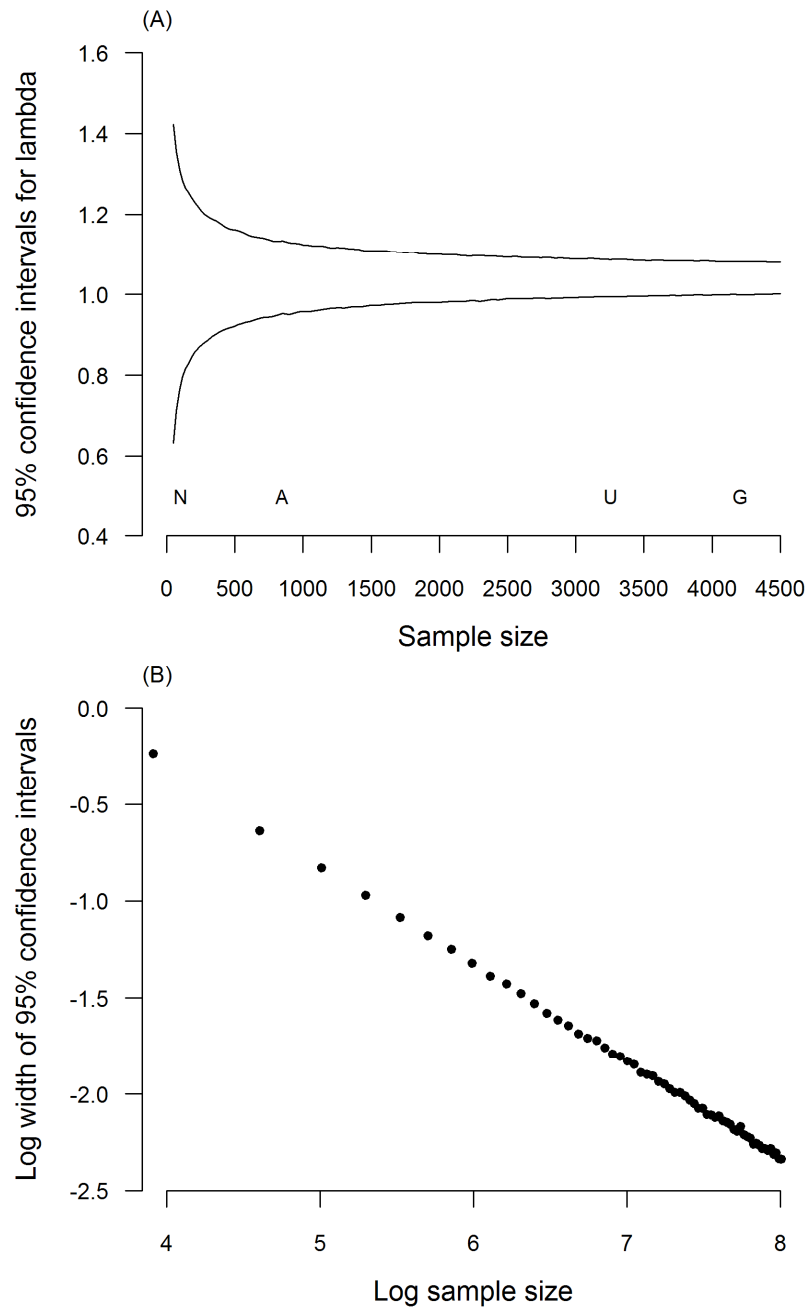 (A)
95% confidence intervals for lambda
1.6
1.4
1.2
1.0
0.8
0.6
0.4
N A U G
0 500 1000 1500 2000 2500 3000 3500 4000 4500
Sample size
(B)
Log width of 95% confidence intervals
0.0
-0.5
-1.0
-1.5
-2.0
-2.5
4 5 6 7 8
Log sample size